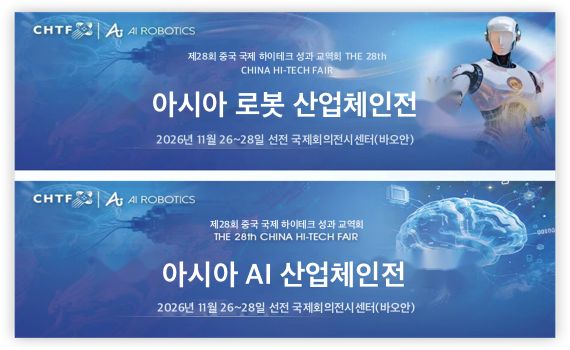 CHTF AI AI ROBOTICS
제28회 중국 국제 하이테크 성과 교역회 THE 28th
CHINA HI-TECH FAIR
아시아 로봇 산업체인전
2026년 11월 26~28일 선전 국제회의전시센터(바오안)
CHTF AI AI ROBOTICS
제28회 중국 국제 하이테크 성과 교역회
THE 28th CHINA HI-TECH FAIR
아시아 AI 산업체인전
2026년 11월 26~28일 선전 국제회의전시센터(바오안)